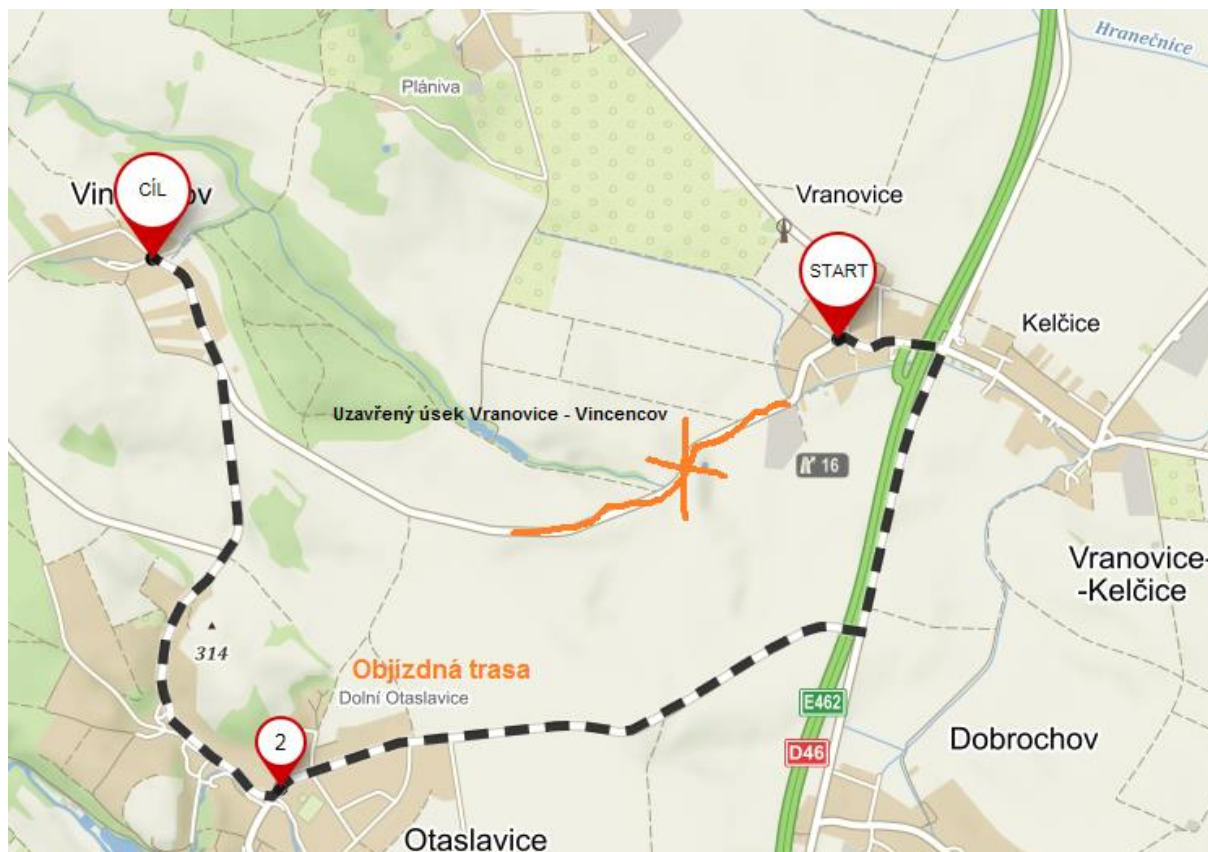 Hranečnice
Plániva
CÍL
Vranovice
START
Kelčice
Uzavřený úsek Vranovice - Vincencov
16
Vranovice-
-Kelčice
314
Objízdná trasa
Dolní Otaslavice
E462
2
Dobrochov
D46
Otaslavice